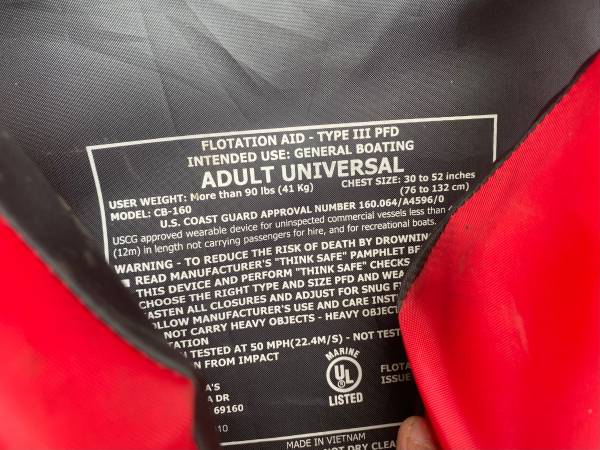 FLOTATION AID - TYPE III PFD
INTENDED USE: GENERAL BOATING
ADULT UNIVERSAL
USER WEIGHT: More than 90 lbs (41 Kg) CHEST SIZE: 30 to 52 inches
MODEL: CB-160 (76 to 132 cm)
U.S. COAST GUARD APPROVAL NUMBER 160.064/A4596/0
USCG approved wearable device for uninspected commercial vessels less than
(12m) in length not carrying passengers for hire, and for recreational boats.
WARNING - TO REDUCE THE RISK OF DEATH BY DROWNING
READ MANUFACTURER'S "THINK SAFE" PAMPHLET
THIS DEVICE AND PERFORM "THINK SAFE" CHECKS
CHOOSE THE RIGHT TYPE AND SIZE PFD AND
FASTEN ALL CLOSURES AND ADJUST FOR SNUG
FOLLOW MANUFACTURER'S USE AND CARE
NOT CARRY HEAVY OBJECTS - HEAVY
TATION
TESTED AT 50 MPH(22.4M/S) - NOT
FROM IMPACT
MARINE
UL
LISTED
FLOTA
ISSUE
A'S
DR
69160
10
MADE IN VIETNAM
NOT DRY